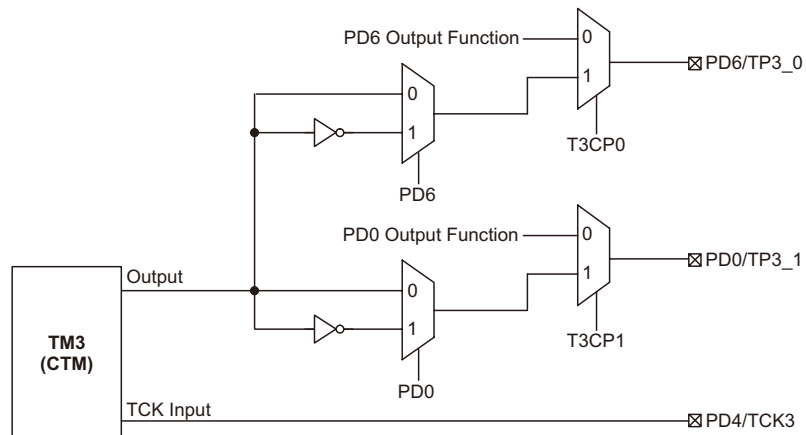 PD6 Output Function
0
1
PD6/TP3_0
T3CP0
0
1
PD6
PD0 Output Function
0
1
PD0/TP3_1
T3CP1
Output
0
1
PD0
TM3
(CTM)
TCK Input
PD4/TCK3